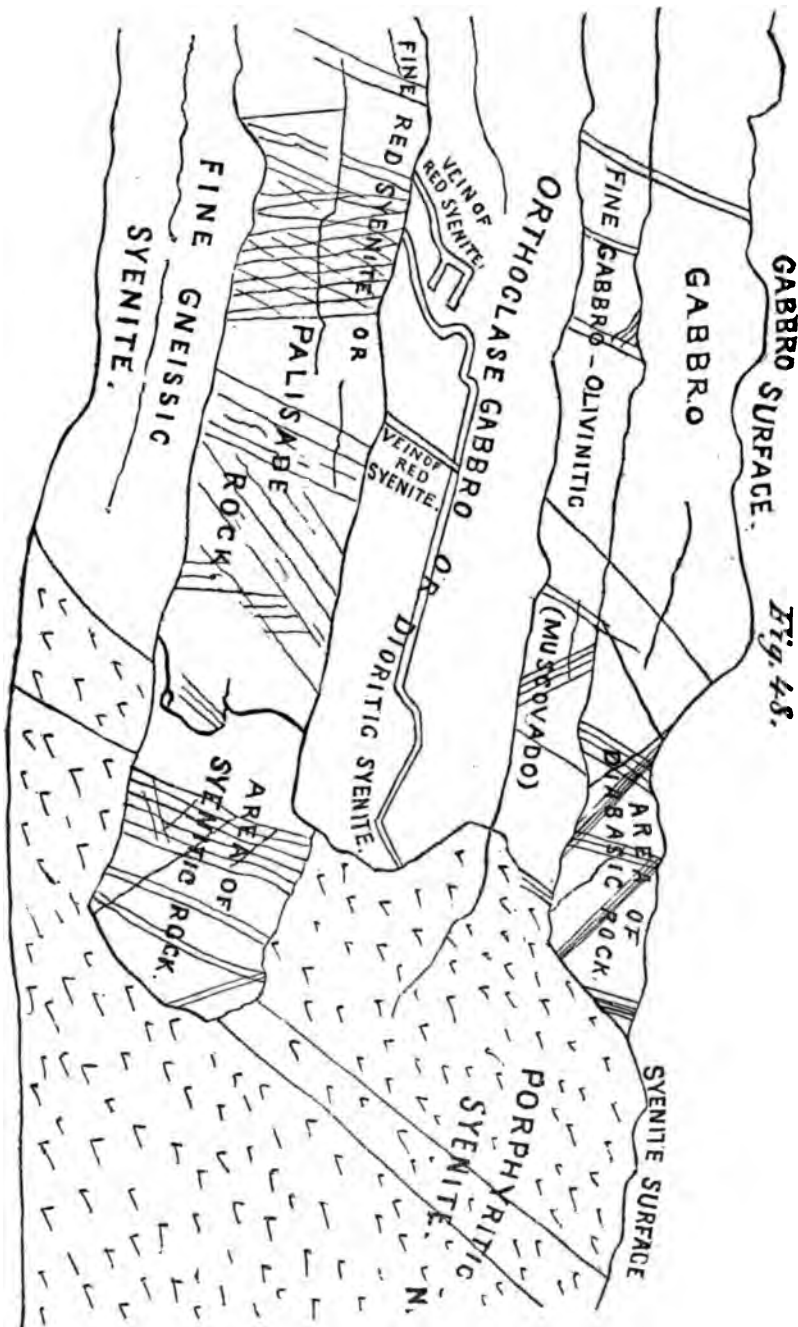 Fig. 48.
GABBRO SURFACE.
SYENITE SURFACE
GABBRO
AREA OF
DIABASIC ROCK.
FINE GABBRO – OLIVINITIC
(MUSCOVADO)
ORTHOCLASE GABBRO OR DIORITIC SYENITE.
VEIN OF
RED SYENITE.
VEIN OF
RED
SYENITE.
PORPHYRITIC
SYENITE.
N.
FINE RED SYENITE OR
PALISADE
ROCK,
AREA OF
SYENITIC ROCK.
FINE GNEISSIC
SYENITE.